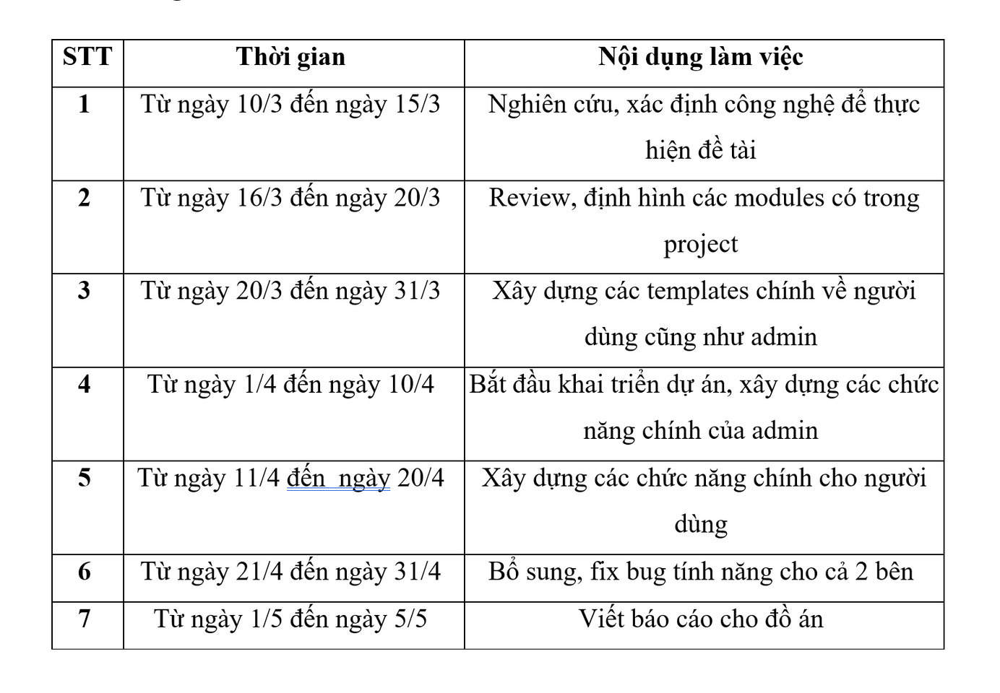 STT Thời gian Nội dụng làm việc
1 Từ ngày 10/3 đến ngày 15/3 Nghiên cứu, xác định công nghệ để thực
hiện đề tài
2 Từ ngày 16/3 đến ngày 20/3 Review, định hình các modules có trong
project
3 Từ ngày 20/3 đến ngày 31/3 Xây dựng các templates chính về người
dùng cũng như admin
4 Từ ngày 1/4 đến ngày 10/4 Bắt đầu khai triển dự án, xây dựng các chức
năng chính của admin
5 Từ ngày 11/4 đến  ngày 20/4 Xây dựng các chức năng chính cho người
dùng
6 Từ ngày 21/4 đến ngày 31/4 Bổ sung, fix bug tính năng cho cả 2 bên
7 Từ ngày 1/5 đến ngày 5/5 Viết báo cáo cho đồ án